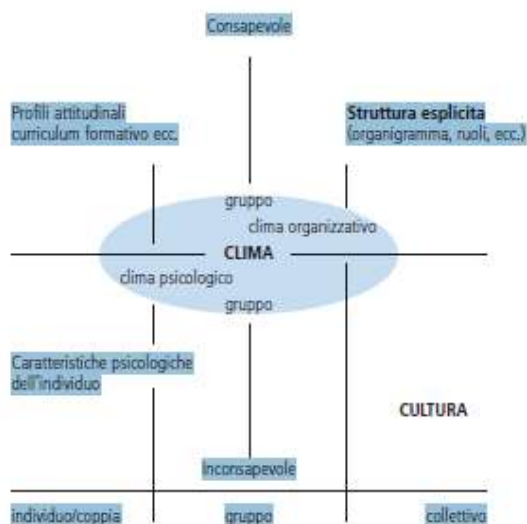 Consapevole
Profili attitudinali
curriculum formativo ecc.
Struttura esplicita
(organigramma, ruoli, ecc.)
gruppo
clima organizzativo
CLIMA
clima psicologico
gruppo
Caratteristiche psicologiche
dell'individuo
CULTURA
Inconsapevole
individuo/coppia
gruppo
collettivo